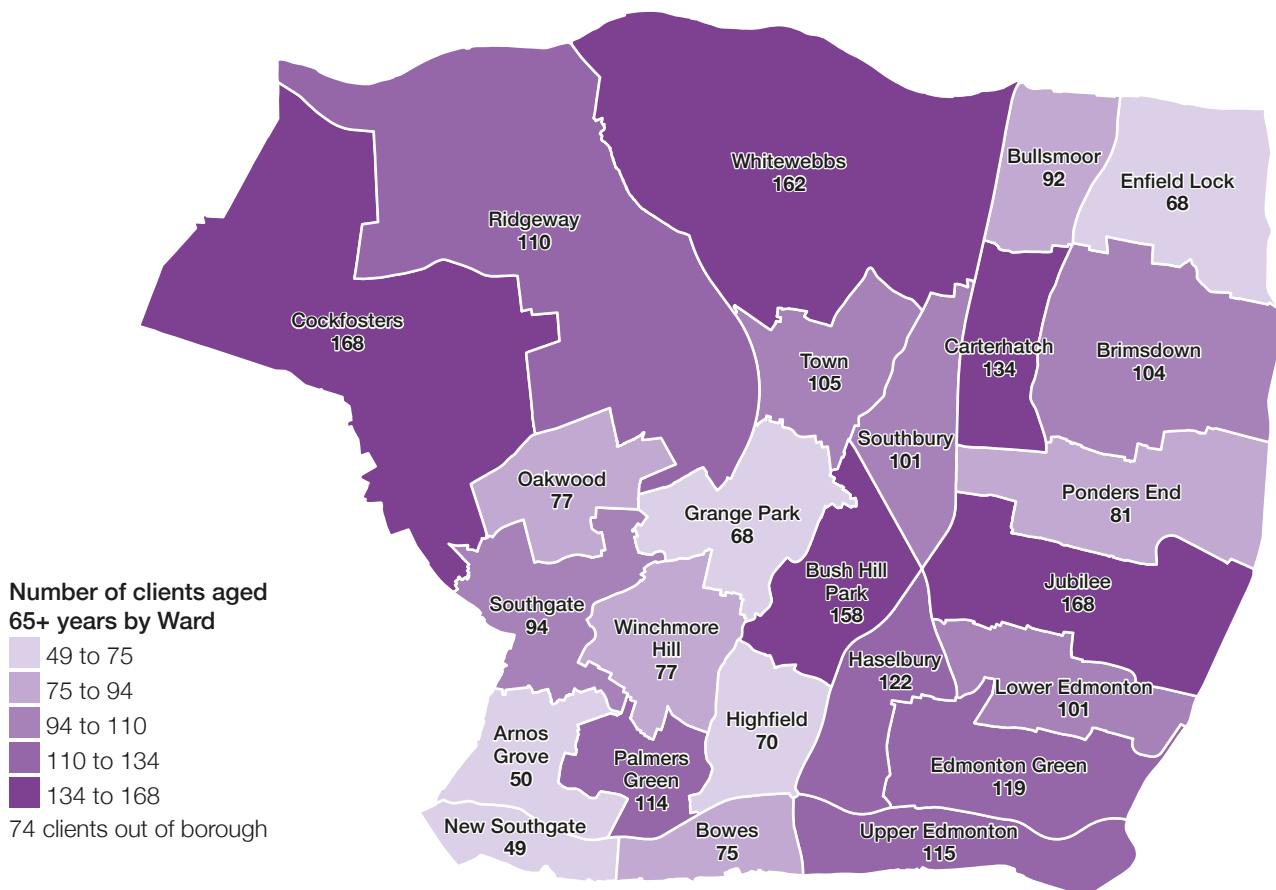 Whitewebbs
162
Bullsmoor
92
Enfield Lock
68
Ridgeway
110
Cockfosters
168
Town
105
Carterhatch
134
Brimsdown
104
Southbury
101
Oakwood
77
Ponders End
81
Grange Park
68
Bush Hill
Park
158
Jubilee
168
Number of clients aged
65+ years by Ward
49 to 75
75 to 94
94 to 110
110 to 134
134 to 168
74 clients out of borough
Southgate
94
Winchmore
Hill
77
Haselbury
122
Lower Edmonton
101
Highfield
70
Arnos
Grove
50
Palmers
Green
114
Edmonton Green
119
New Southgate
49
Bowes
75
Upper Edmonton
115